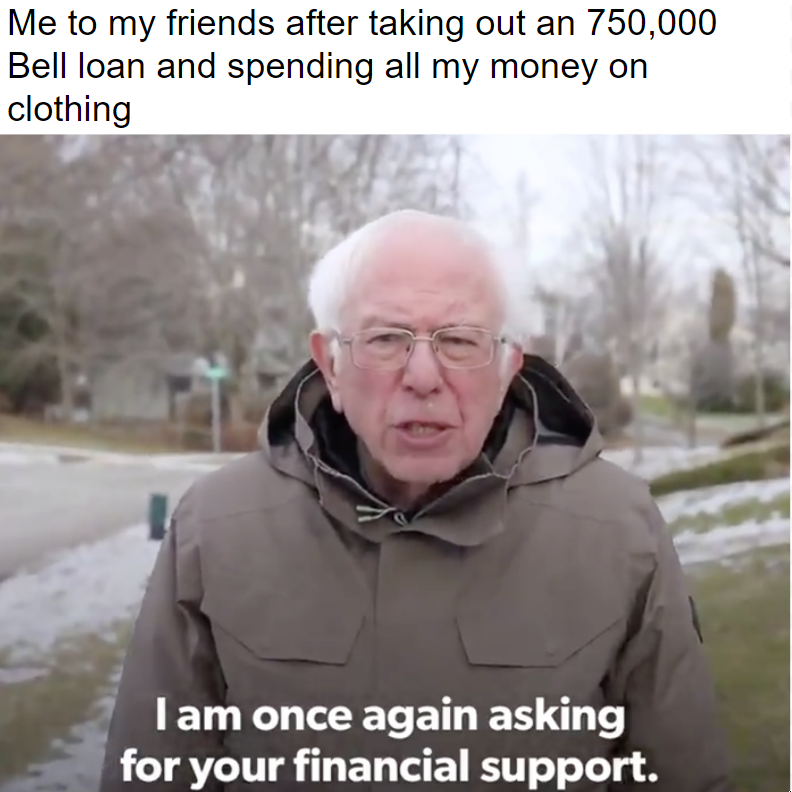 Me to my friends after taking out an 750,000
Bell loan and spending all my money on
clothing
I am once again asking
for your financial support.